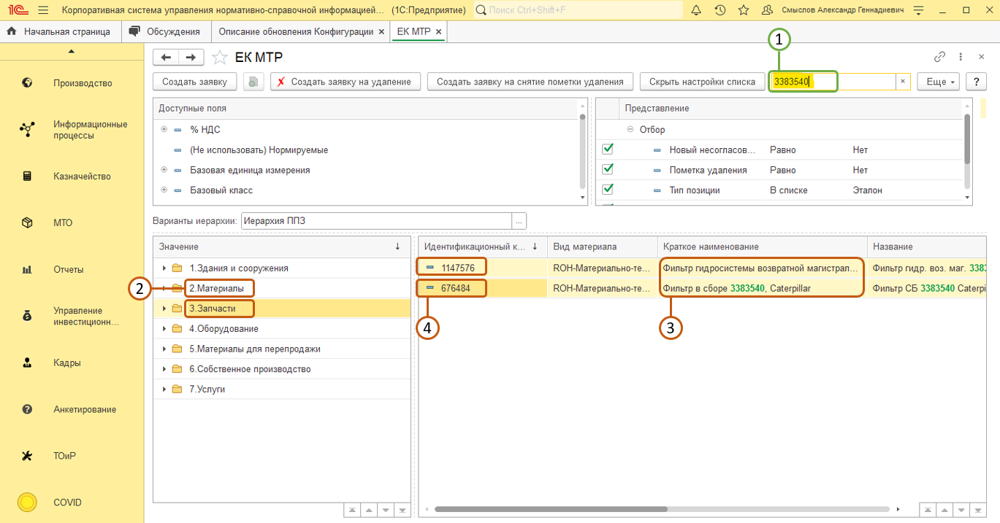 1С Корпоративная система управления нормативно-справочной информацией... (1С:Предприятие) Поиск Ctrl+Shift+F Смыслов Александр Геннадиевич
Начальная страница Обсуждения Описание обновления Конфигурации × ЕК МТР ×
1
ЕК МТР
Создать заявку Создать заявку на удаление Создать заявку на снятие пометки удаления Скрыть настройки списка 3383540 × Еще ?
Производство
Информационные
процессы
Казначейство
МТО
Отчеты
Управление
инвестиционн...
Кадры
Анкетирование
ТОиР
COVID
Доступные поля
% НДС
(Не использовать) Нормируемые
Базовая единица измерения
Базовый класс
Представление
Отбор
Новый несогласов... Равно Нет
Пометка удаления Равно Нет
Тип позиции В списке Эталон
Варианты иерархии: Иерархия ППЗ ...
Значение ↓
1.Здания и сооружения
2 2.Материалы
3.Запчасти
4.Оборудование
5.Материалы для перепродажи
6.Собственное производство
7.Услуги
Идентификационный к... ↓ Вид материала Краткое наименование Название
1147576 ROH-Материально-те... Фильтр гидросистемы возвратной магистрал... Фильтр гидр. воз. маг. 338
676484 ROH-Материально-те... Фильтр в сборе 3383540, Caterpillar Фильтр СБ 3383540 Caterpi
4 3